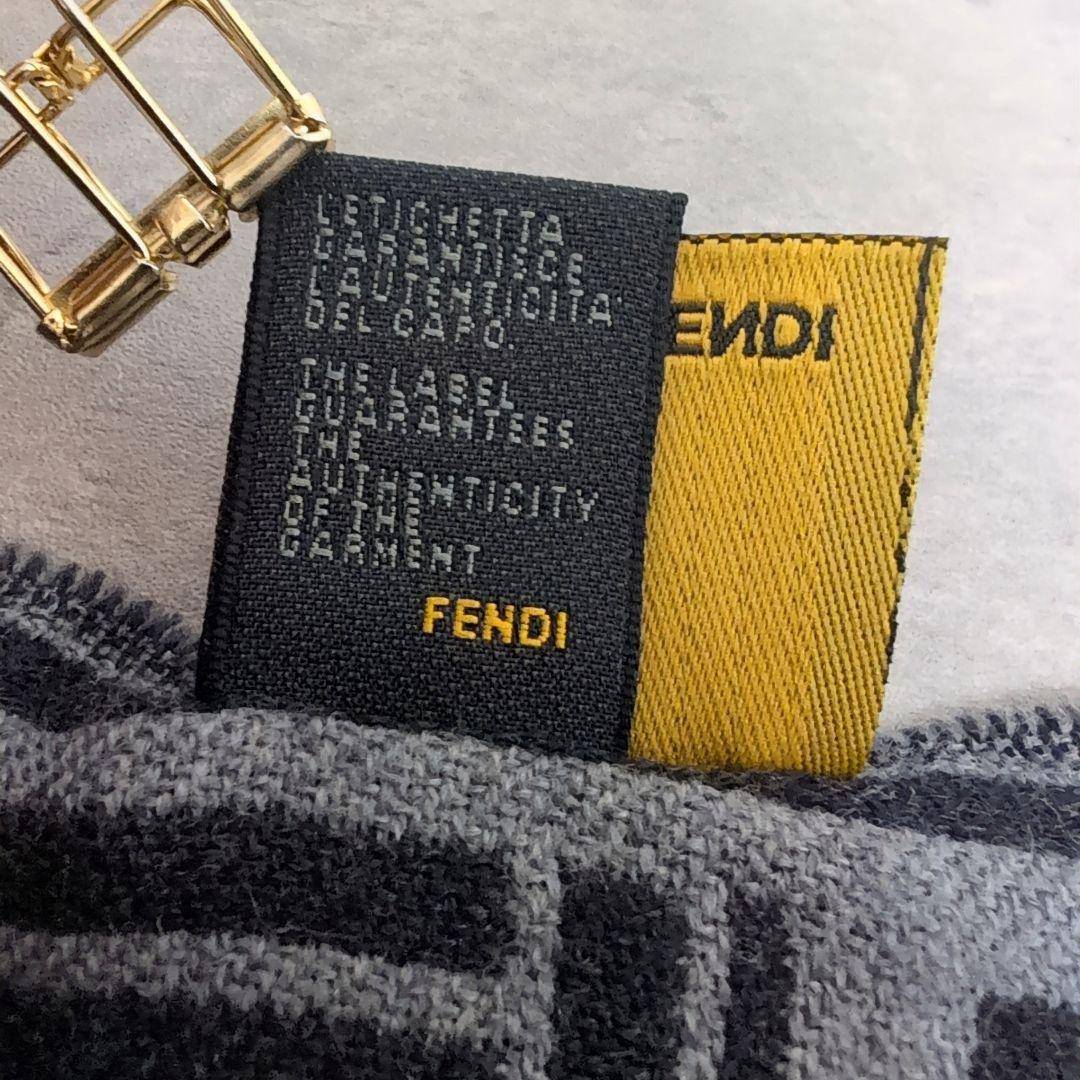 L'ETICHETTA
GARANTISCE
L'AUTENTICITA'
DEL CAPO.
THE LABEL
GUARANTEES
THE
AUTHENTICITY
OF THE
GARMENT
FENDI
ENDI